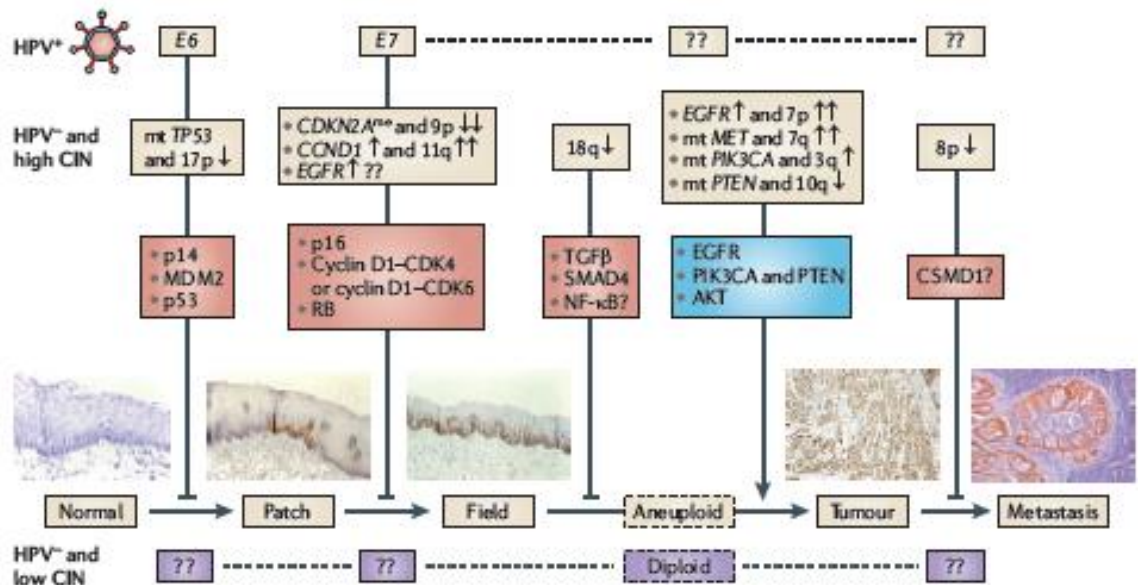 HPV⁺
E6
E7
??
??
HPV⁻ and
high CIN
mt TP53
and 17p ↓
• CDKN2Aᵐᵉ and 9p ↓↓
• CCND1 ↑ and 11q ↑↑
• EGFR ↑ ??
18q ↓
• EGFR ↑ and 7p ↑↑
• mt MET and 7q ↑↑
• mt PIK3CA and 3q ↑
• mt PTEN and 10q ↓
8p ↓
• p14
• MDM2
• p53
• p16
• Cyclin D1–CDK4
or cyclin D1–CDK6
• RB
• TGFβ
• SMAD4
• NF-κB?
• EGFR
• PIK3CA and PTEN
• AKT
CSMD1?
Normal
Patch
Field
Aneuploid
Tumour
Metastasis
HPV⁻ and
low CIN
??
??
Diploid
??